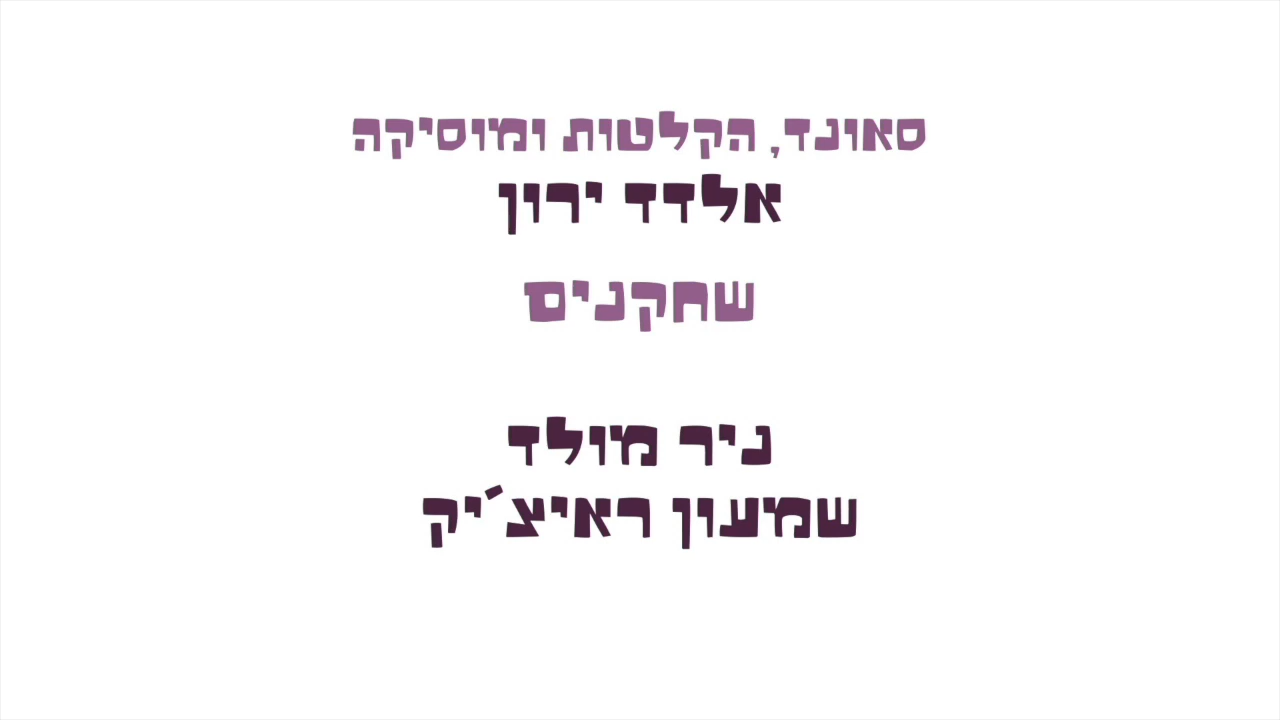 סאונד, הקלטות ומוסיקה
אלדד ירון
שחקנים
ניר מולד
שמעון ראיצ´יק